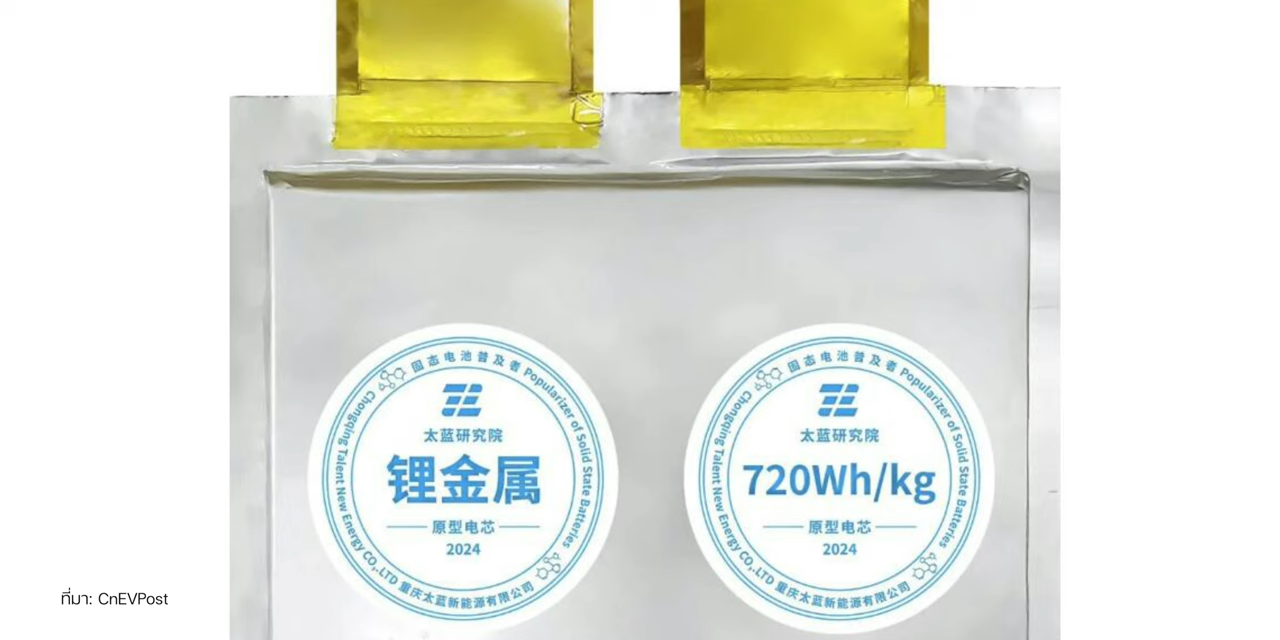 固态电池普及者 Popularizer of Solid State Batteries
太蓝研究院
锂金属
原型电芯
2024
Chongqing Talent New Energy CO,.LTD 重庆太蓝新能源有限公司
固态电池普及者 Popularizer of Solid State Batteries
太蓝研究院
720Wh/kg
原型电芯
2024
Chongqing Talent New Energy CO,.LTD 重庆太蓝新能源有限公司
ที่มา: CnEVPost